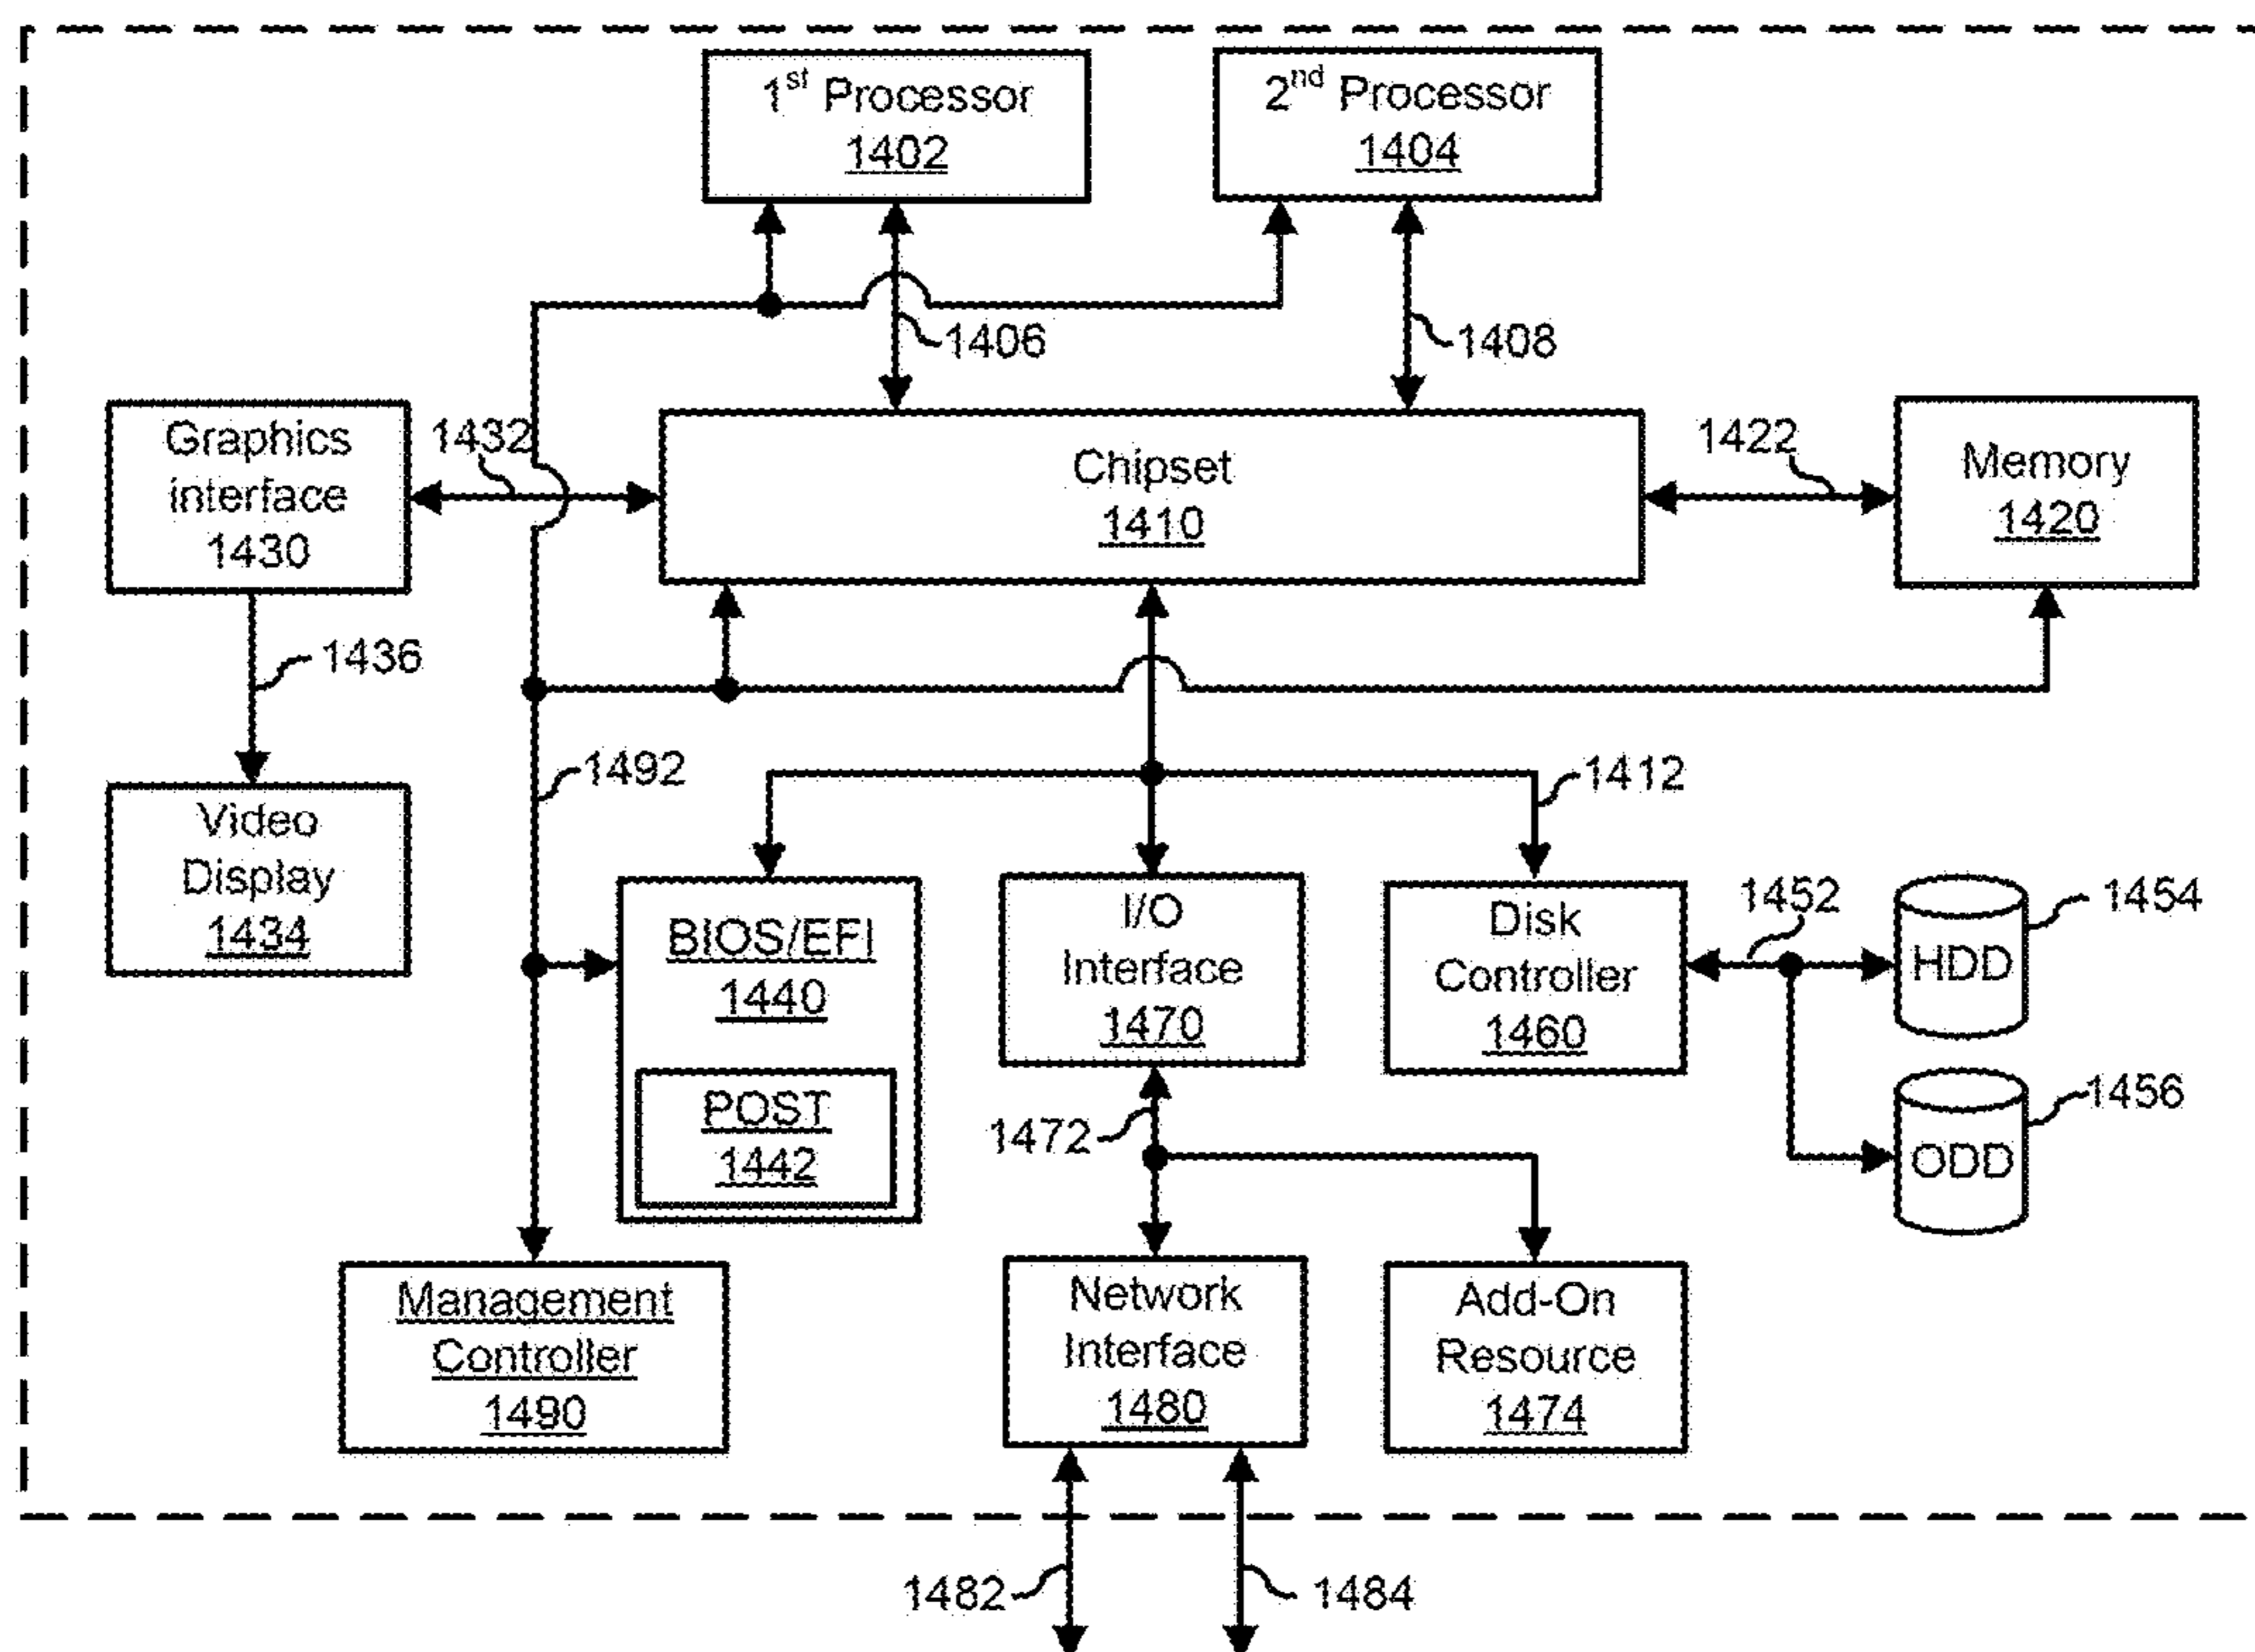 1st Processor
1402
2nd Processor
1404
1406
1408
Graphics
interface
1430
1432
Chipset
1410
1422
Memory
1420
1436
1492
1412
Video
Display
1434
BIOS/EFI
1440
POST
1442
I/O
Interface
1470
Disk
Controller
1460
1452
1454
HDD
1456
ODD
1472
Management
Controller
1490
Network
Interface
1480
Add-On
Resource
1474
1482
1484